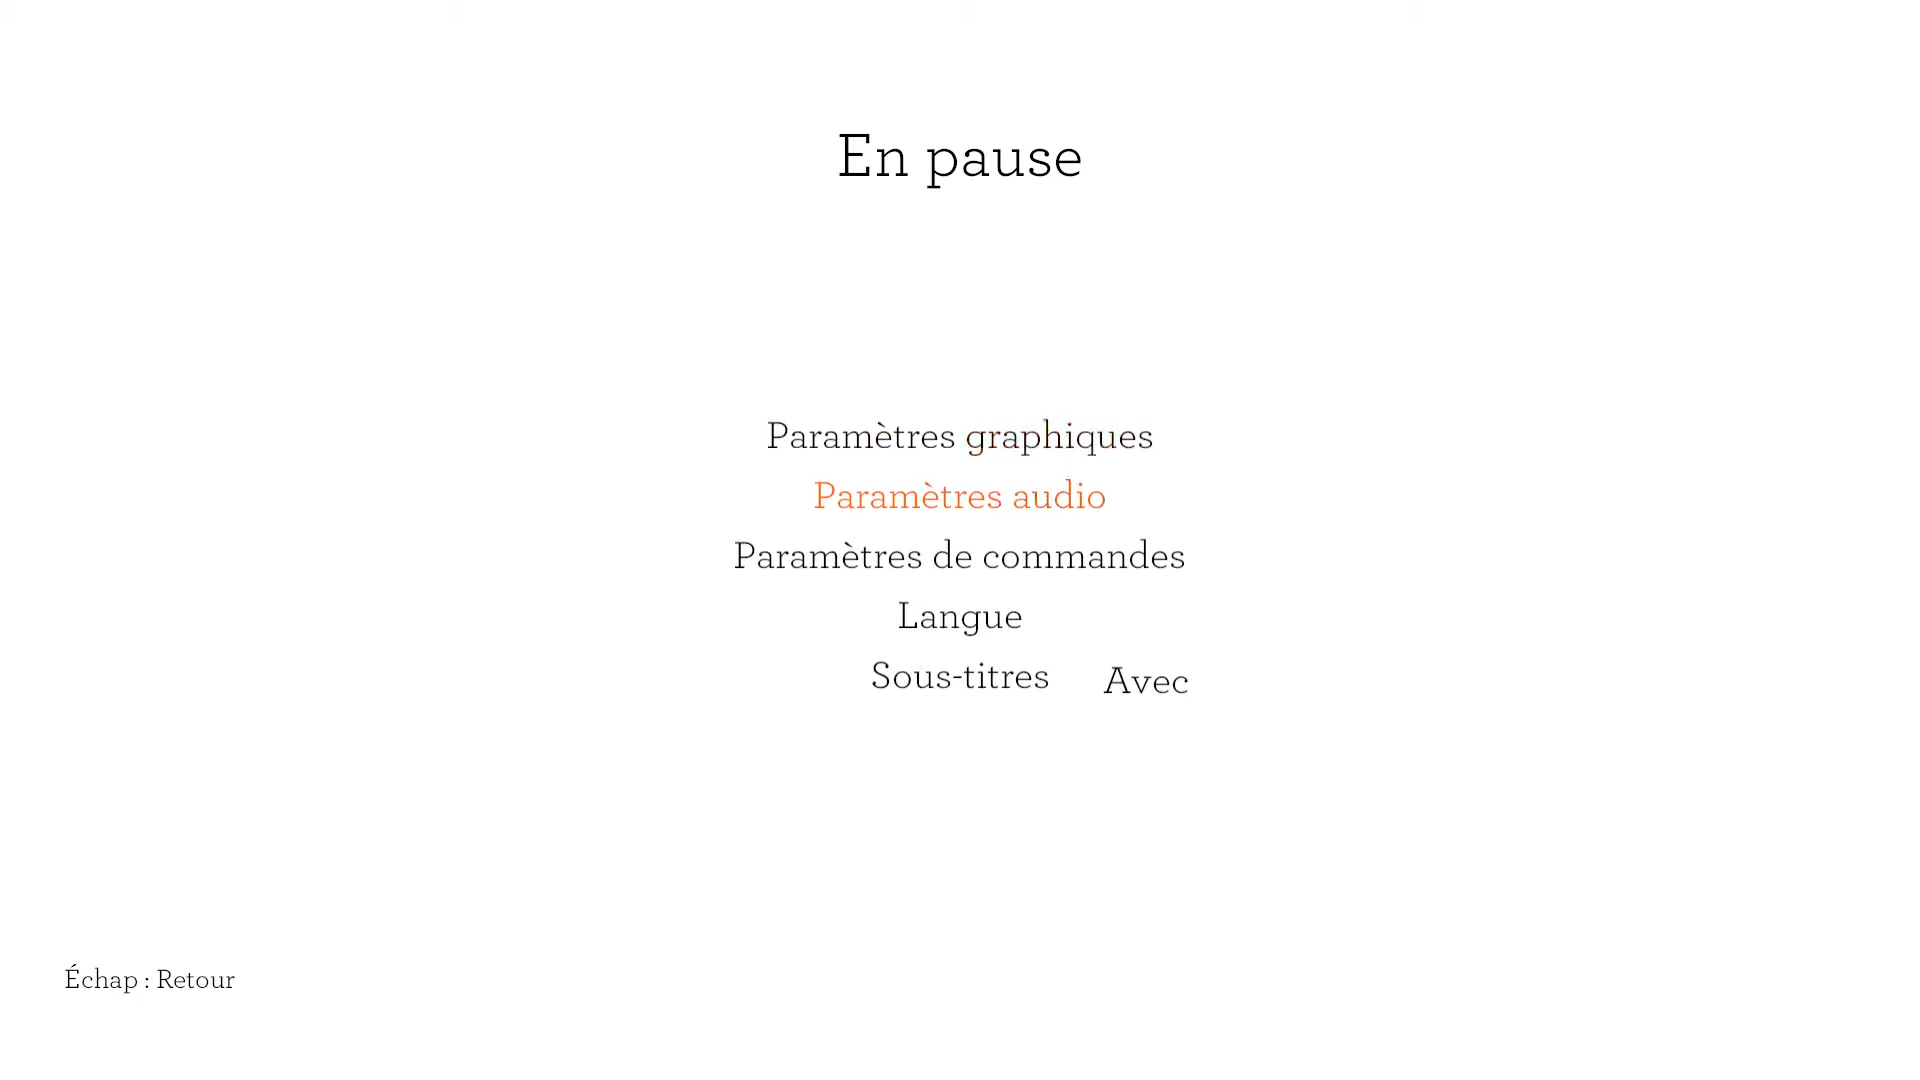 En pause
Paramètres graphiques
Paramètres audio
Paramètres de commandes
Langue
Sous-titres Avec
Échap : Retour